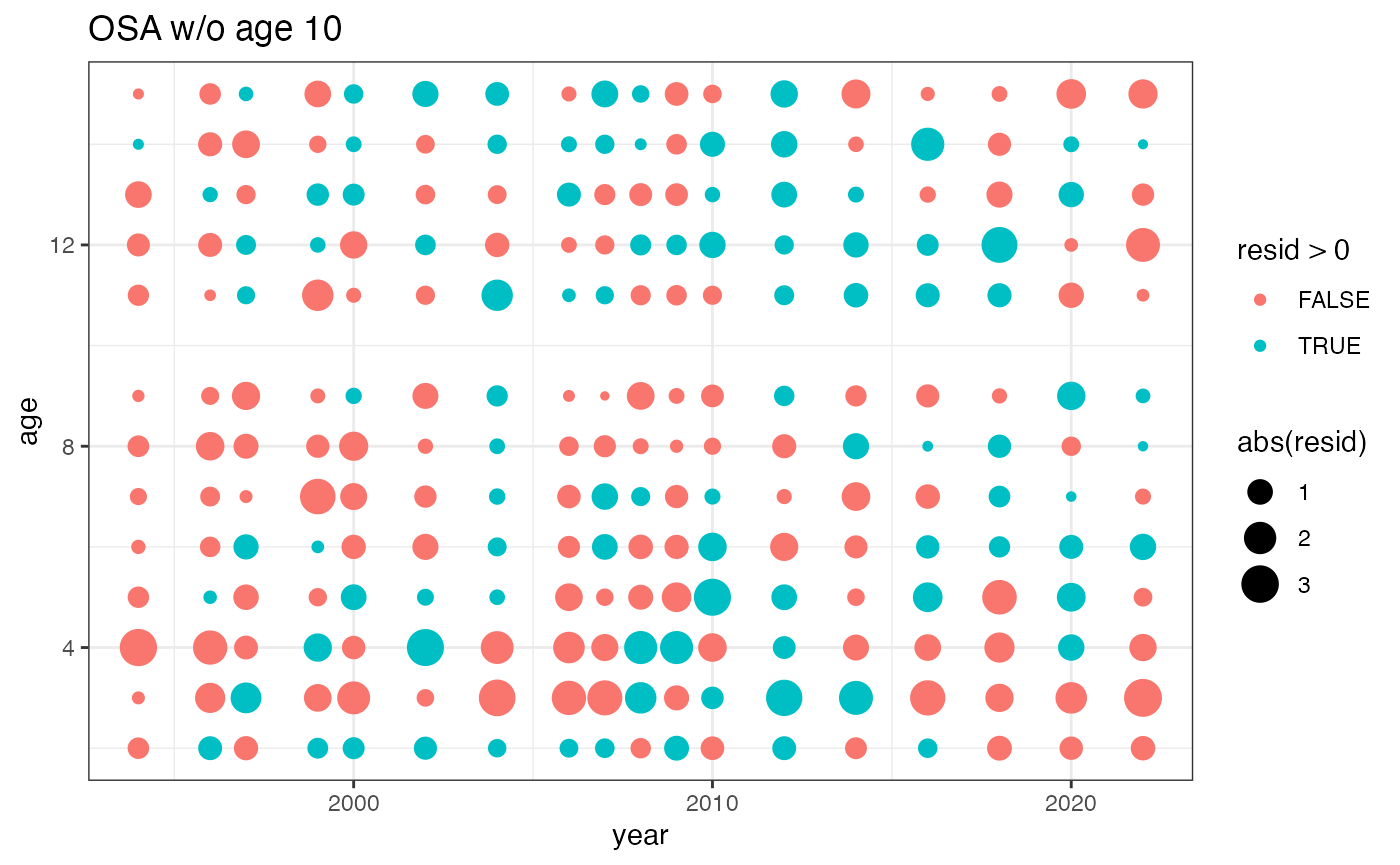 OSA w/o age 10
age
12
8
4
2000
2010
2020
year
resid > 0
FALSE
TRUE
abs(resid)
1
2
3